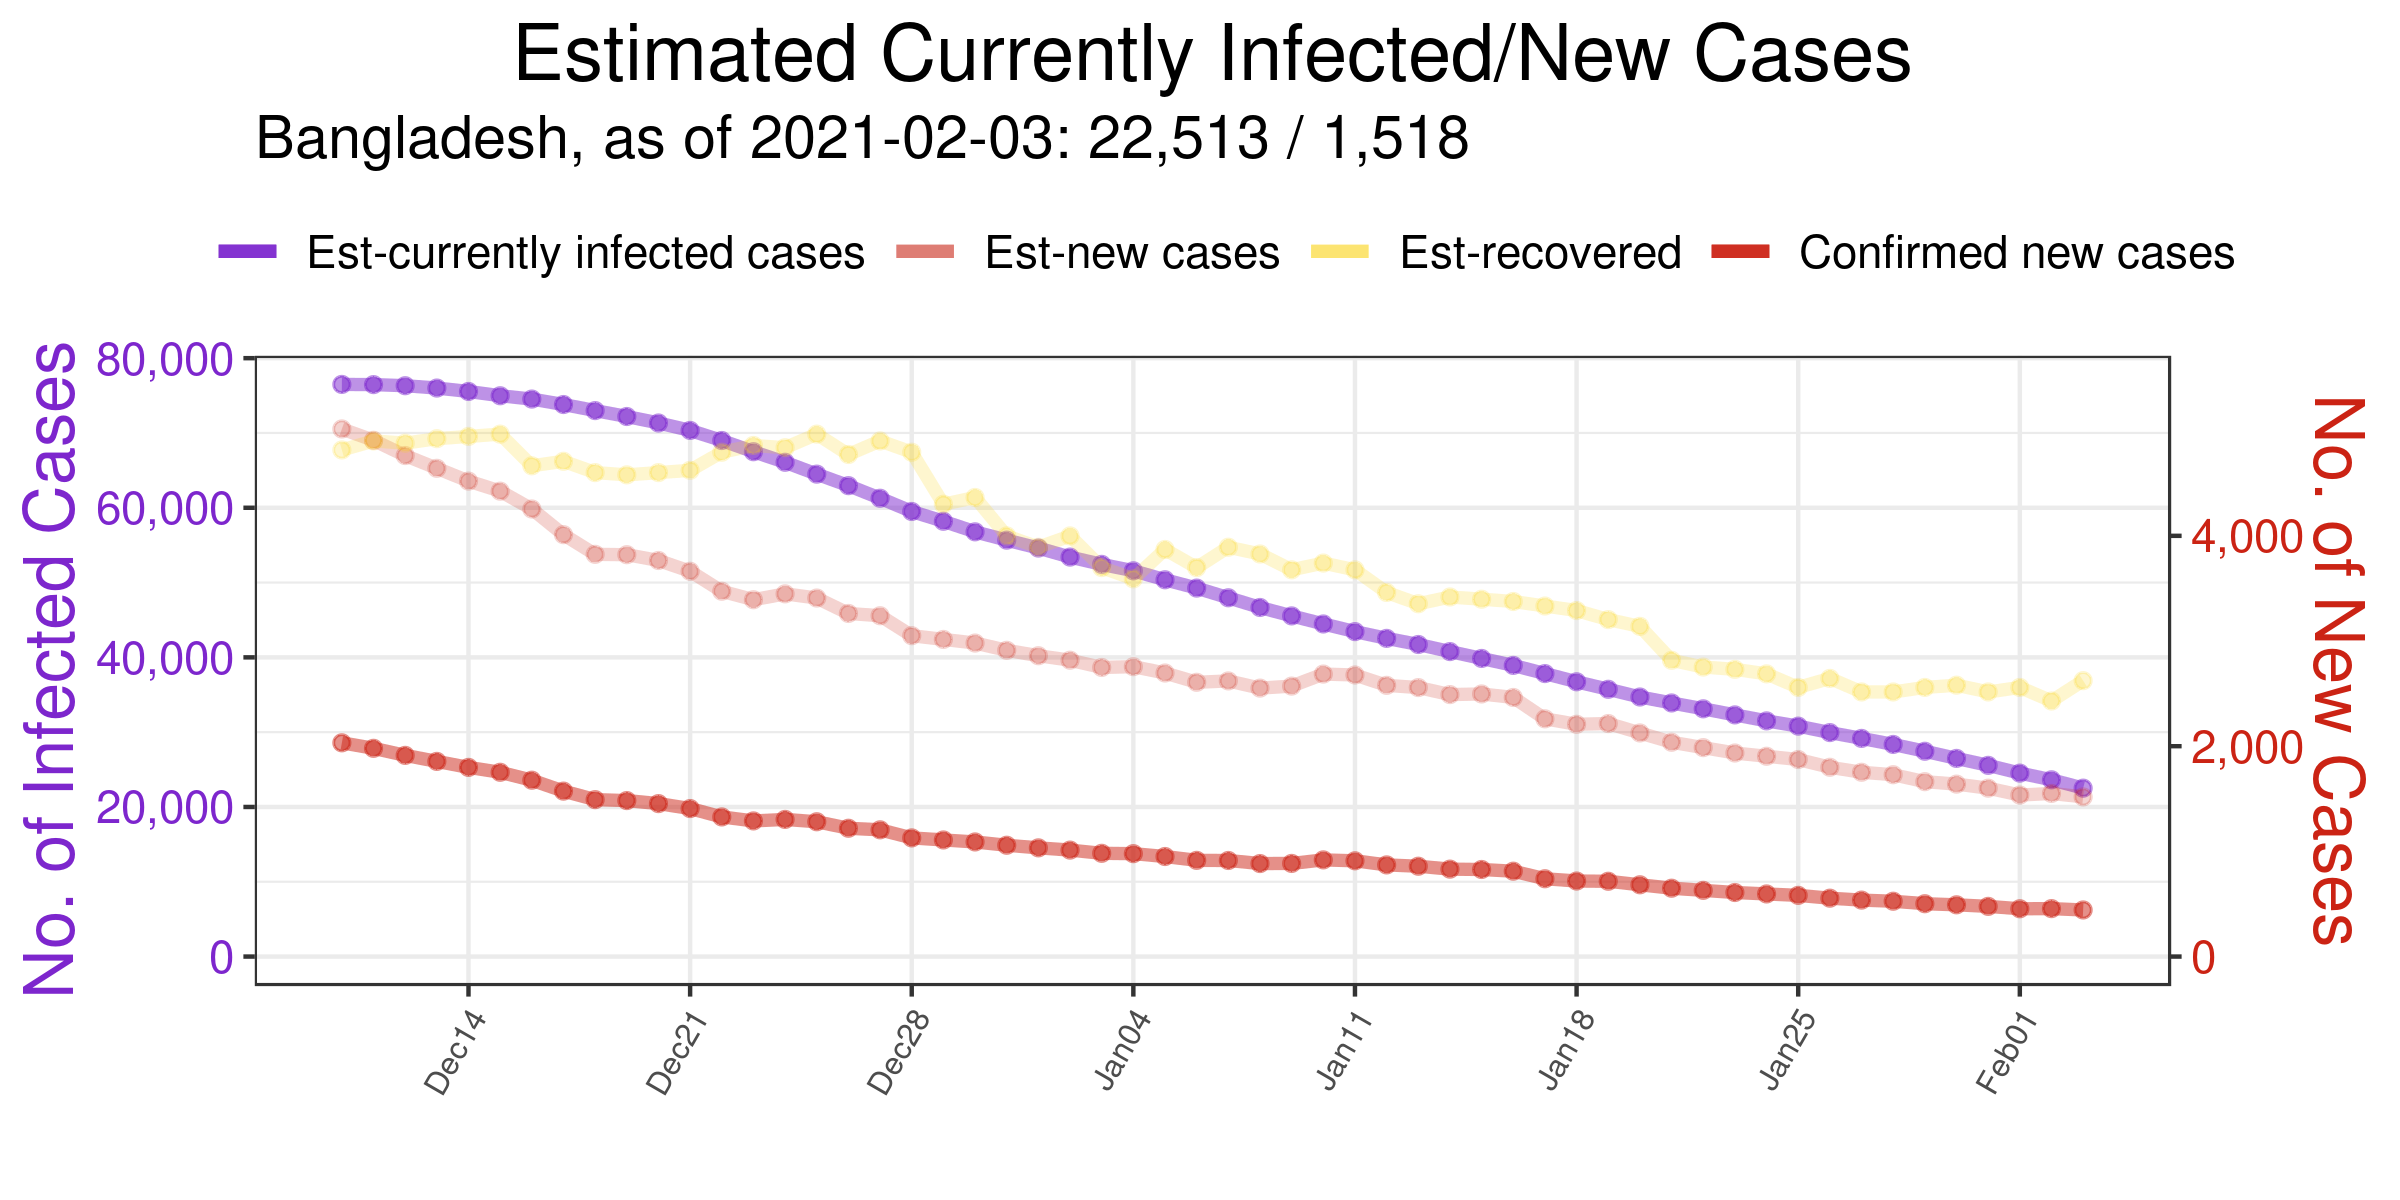 Estimated Currently Infected/New Cases
Bangladesh, as of 2021-02-03: 22,513 / 1,518
Est-currently infected cases Est-new cases Est-recovered Confirmed new cases
No. of Infected Cases
80,000
60,000
40,000
20,000
0
No. of New Cases
4,000
2,000
0
Dec14 Dec21 Dec28 Jan04 Jan11 Jan18 Jan25 Feb01